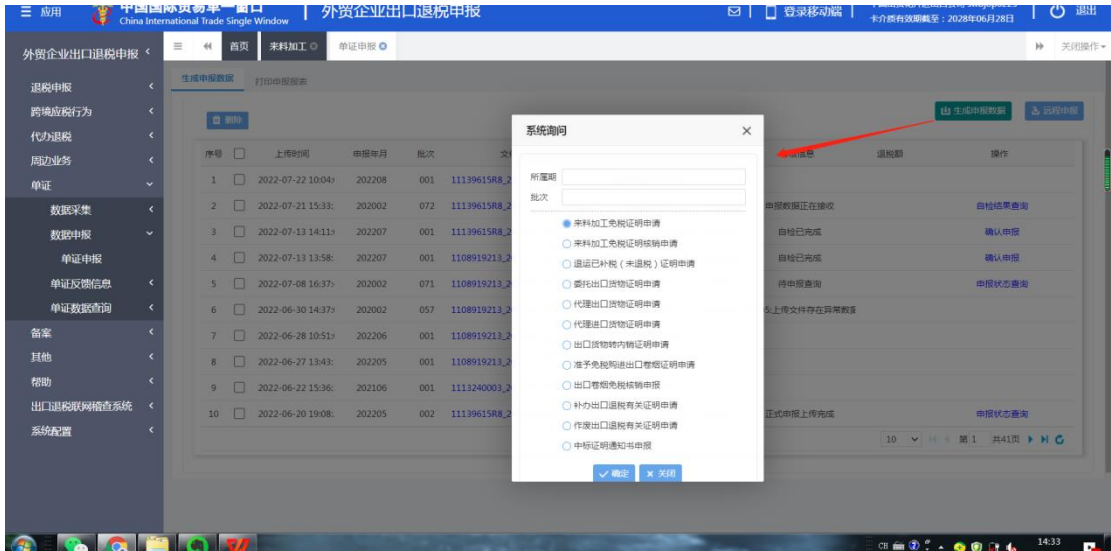 应用
中国国际贸易单一窗口
China International Trade Single Window
外贸企业出口退税申报
登录移动端
卡介质有效期截至：2028年06月28日
退出
外贸企业出口退税申报
首页
来料加工
单证申报
关闭操作
退税申报
跨境应税行为
代办退税
周边业务
单证
数据采集
数据申报
单证申报
单证反馈信息
单证数据查询
备案
其他
帮助
出口退税联网稽查系统
系统配置
生成申报数据
打印申报报表
删除
生成申报数据
远程申报
序号 上传时间 申报年月 批次 退税额 操作
1 2022-07-22 10:04: 202208 001 11139615R8_2
2 2022-07-21 15:33: 202002 072 11139615R8_2 申报数据正在接收 自检结果查询
3 2022-07-13 14:11: 202207 001 11139615R8_2 自检已完成 确认申报
4 2022-07-13 13:58: 202207 001 1108919213_2 自检已完成 确认申报
5 2022-07-08 16:37: 202002 071 1108919213_2 待申报查询 申报状态查询
6 2022-06-30 14:37: 202002 057 1108919213_2 上传文件存在异常数据
7 2022-06-28 10:51: 202206 001 1108919213_2
8 2022-06-27 13:43: 202205 001 1108919213_2
9 2022-06-22 15:36: 202106 001 1113240003_2
10 2022-06-20 19:08: 202205 002 11139615R8_2 正式申报上传完成 申报状态查询
10 第 1 共41页
系统询问
所属期
批次
来料加工免税证明申请
来料加工免税证明核销申请
退运已补税（未退税）证明申请
委托出口货物证明申请
代理出口货物证明申请
代理进口货物证明申请
出口货物转内销证明申请
准予免税购进出口卷烟证明申请
出口卷烟免税核销申报
补办出口退税有关证明申请
作废出口退税有关证明申请
中标证明通知书申报
确定 关闭
CH
14:33